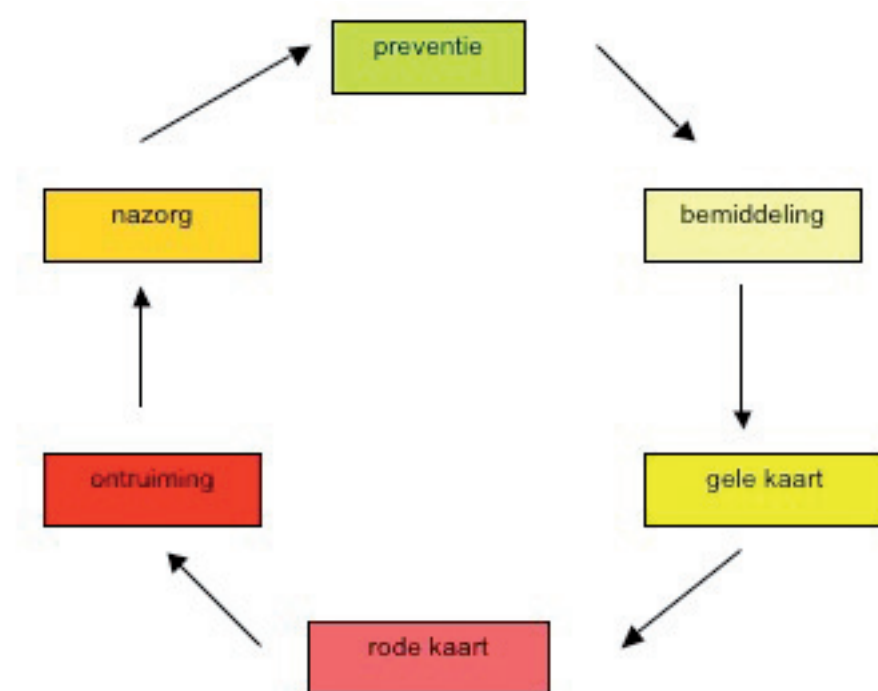 preventie
bemiddeling
gele kaart
rode kaart
ontruiming
nazorg